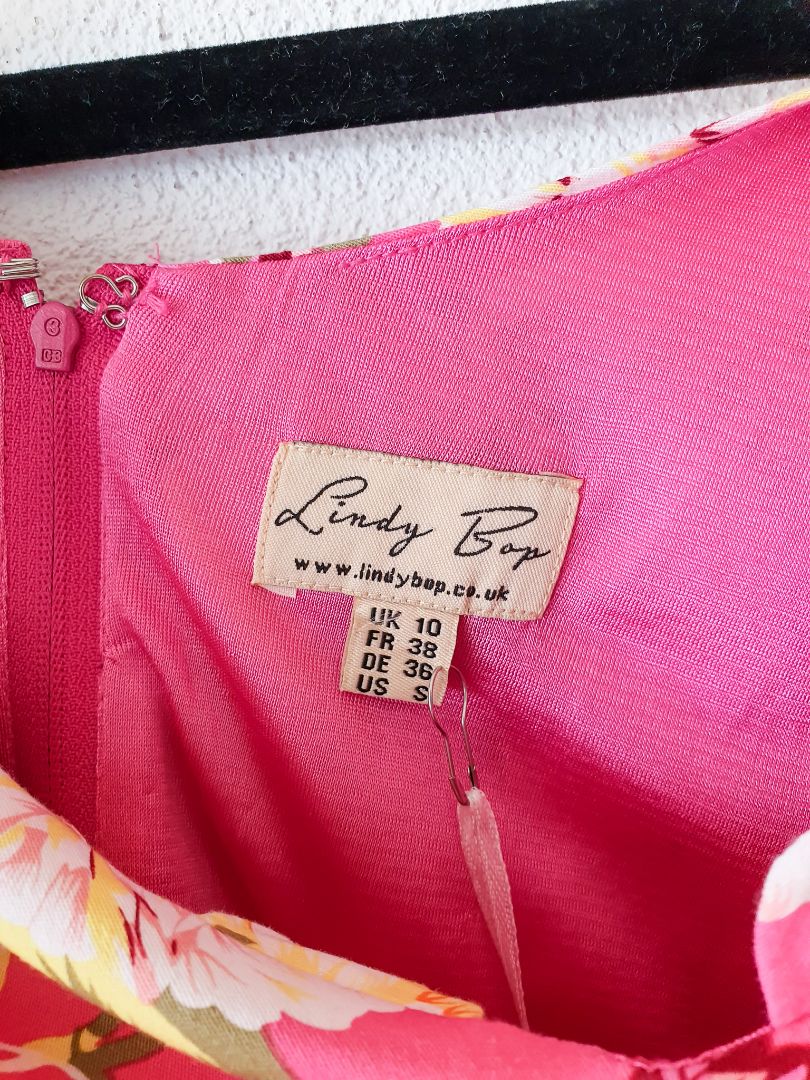 Lindy Bop
www.lindybop.co.uk
UK 10
FR 38
DE 36
US S